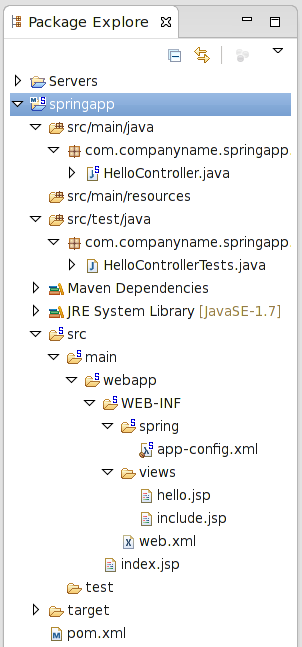 Package Explore
Servers
springapp
src/main/java
com.companyname.springapp
HelloController.java
src/main/resources
src/test/java
com.companyname.springapp
HelloControllerTests.java
Maven Dependencies
JRE System Library [JavaSE-1.7]
src
main
webapp
WEB-INF
spring
app-config.xml
views
hello.jsp
include.jsp
web.xml
index.jsp
test
target
pom.xml